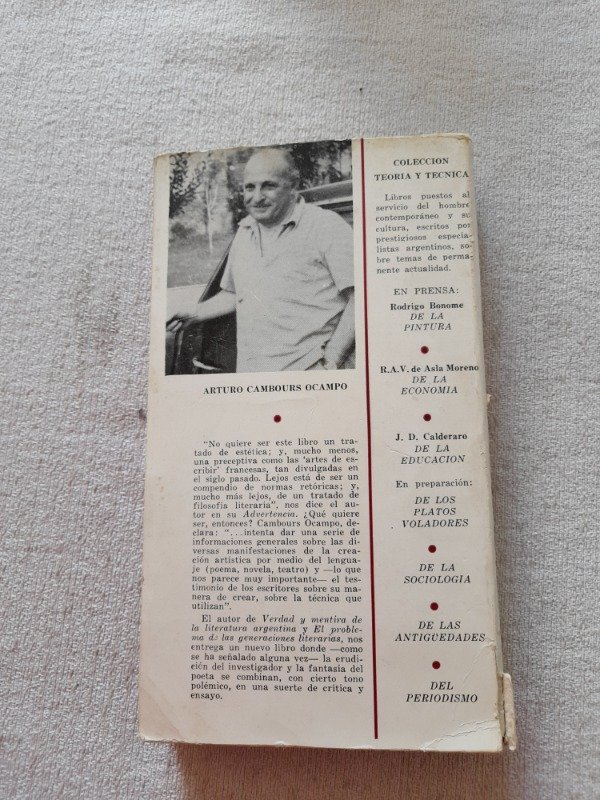 ARTURO CAMBOURS OCAMPO
"No quiere ser este libro un tra-
tado de estética; y, mucho menos,
una preceptiva como las 'artes de es-
cribir' francesas, tan divulgadas en
el siglo pasado. Lejos está de ser un
compendio de normas retóricas; y,
mucho más lejos, de un tratado de
filosofía literaria", nos dice el
autor en su Advertencia. ¿Qué quiere
ser, entonces? Cambours Ocampo, de-
clara: "...intenta dar una serie de
informaciones generales sobre las di-
versas manifestaciones de la crea-
ción artística por medio del lengua-
je (poema, novela, teatro) y —lo que
nos parece muy importante— el tes-
timonio de los escritores sobre su ma-
nera de crear, sobre la técnica que
utilizan".
El autor de Verdad y mentira de
la literatura argentina y El proble-
ma de las generaciones literarias, nos
entrega un nuevo libro donde —como
se ha señalado alguna vez— la erudi-
ción del investigador y la fantasía del
poeta se combinan, con cierto tono
polémico, en una suerte de crítica y
ensayo.
COLECCION
TEORIA Y TECNICA
Libros puestos al
servicio del hombre
contemporáneo y su
cultura, escritos por
prestigiosos especia-
listas argentinos, so-
bre temas de perma-
nente actualidad.
EN PRENSA:
Rodrigo Bonome
DE LA
PINTURA
R.A.V. de Asla Moreno
DE LA
ECONOMIA
J. D. Calderaro
DE LA
EDUCACION
En preparación:
DE LOS
PLATOS
VOLADORES
DE LA
SOCIOLOGIA
DE LAS
ANTIGÜEDADES
DEL
PERIODISMO